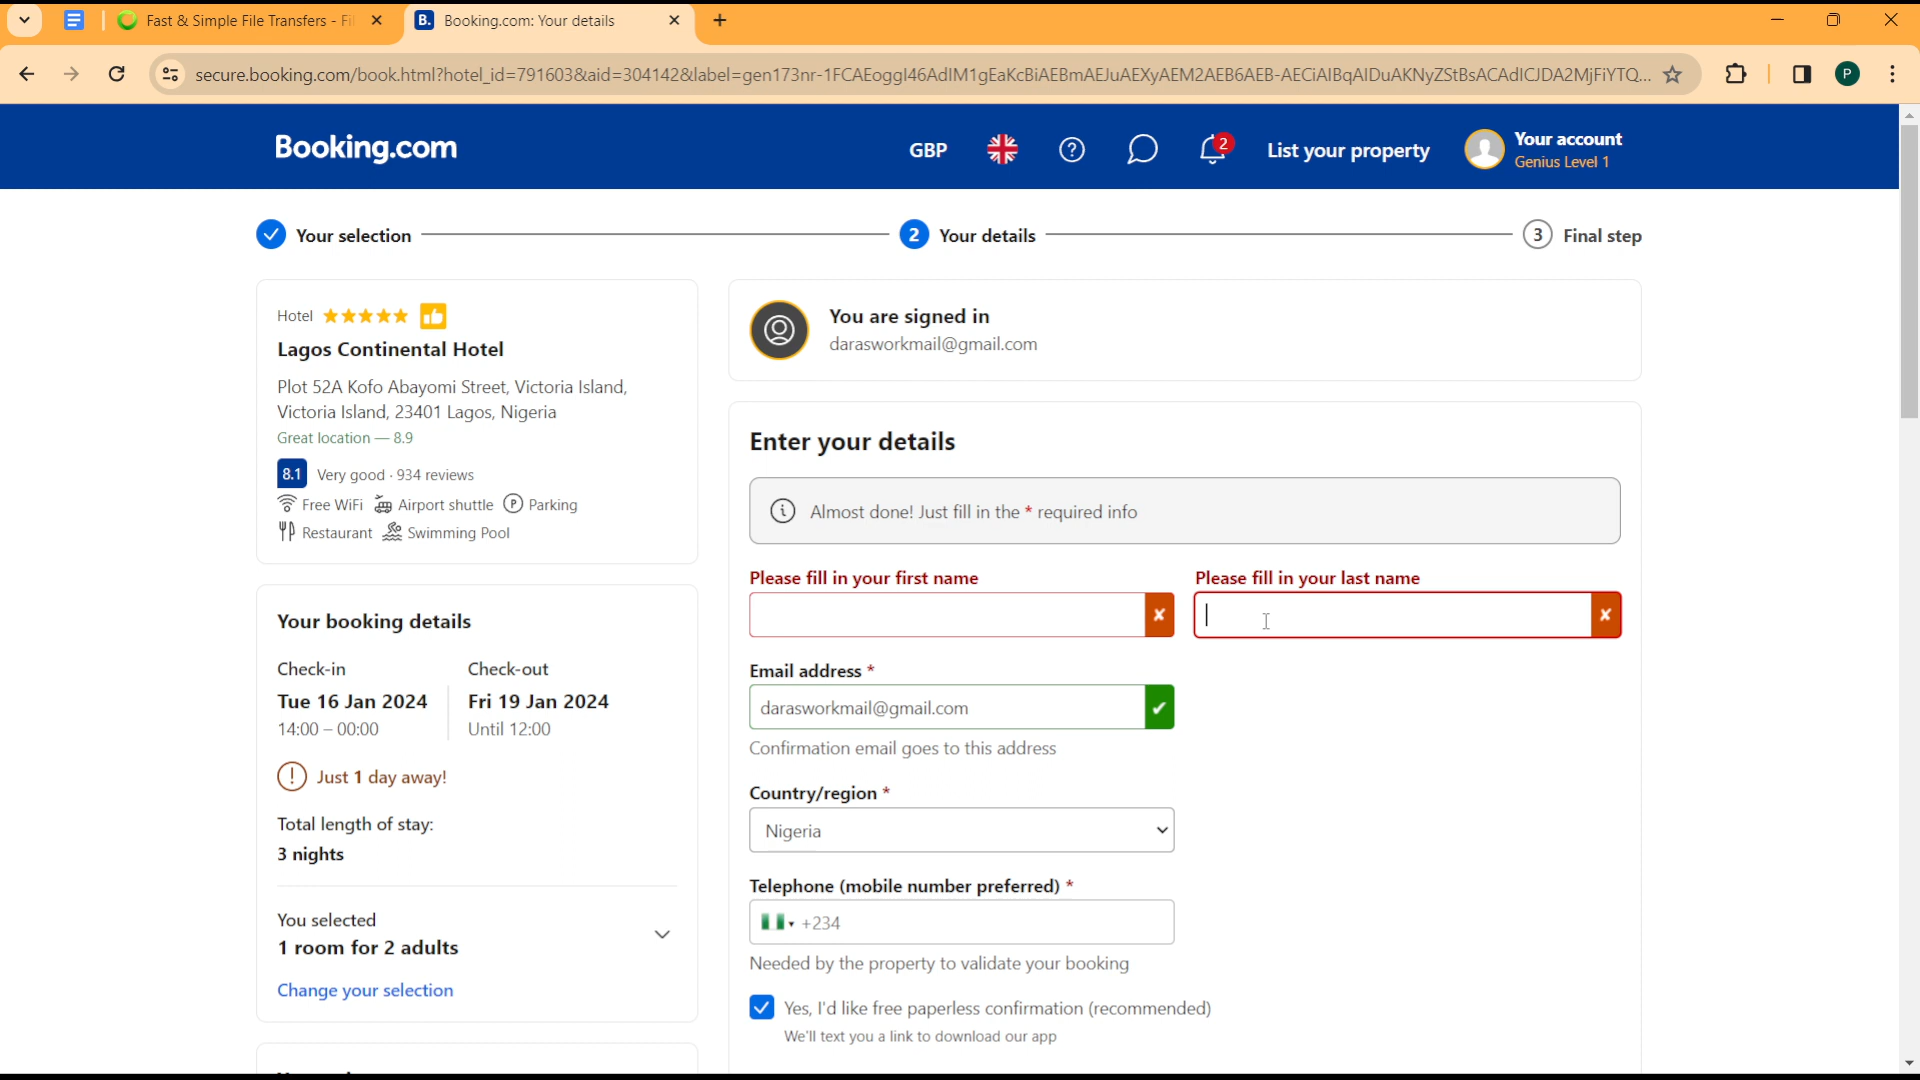 Fast & Simple File Transfers - Fi
Booking.com: Your details
secure.booking.com/book.html?hotel_id=791603&aid=304142&label=gen173nr-1FCAEoggI46AdIM1gEaKcBiAEBmAEJuAEXyAEM2AEB6AEB-AECiAIBqAIDuAKNyZStBsACAdICJDA2MjFiYTQ...
P
Booking.com
GBP
2
List your property
Your account
Genius Level 1
Your selection
2 Your details
3 Final step
Hotel
Lagos Continental Hotel
Plot 52A Kofo Abayomi Street, Victoria Island,
Victoria Island, 23401 Lagos, Nigeria
Great location — 8.9
8.1 Very good · 934 reviews
Free WiFi Airport shuttle P Parking
Restaurant Swimming Pool
Your booking details
Check-in Check-out
Tue 16 Jan 2024 Fri 19 Jan 2024
14:00 – 00:00 Until 12:00
Just 1 day away!
Total length of stay:
3 nights
You selected
1 room for 2 adults
Change your selection
You are signed in
darasworkmail@gmail.com
Enter your details
Almost done! Just fill in the * required info
Please fill in your first name Please fill in your last name
Email address *
darasworkmail@gmail.com
Confirmation email goes to this address
Country/region *
Nigeria
Telephone (mobile number preferred) *
+234
Needed by the property to validate your booking
Yes, I'd like free paperless confirmation (recommended)
We'll text you a link to download our app